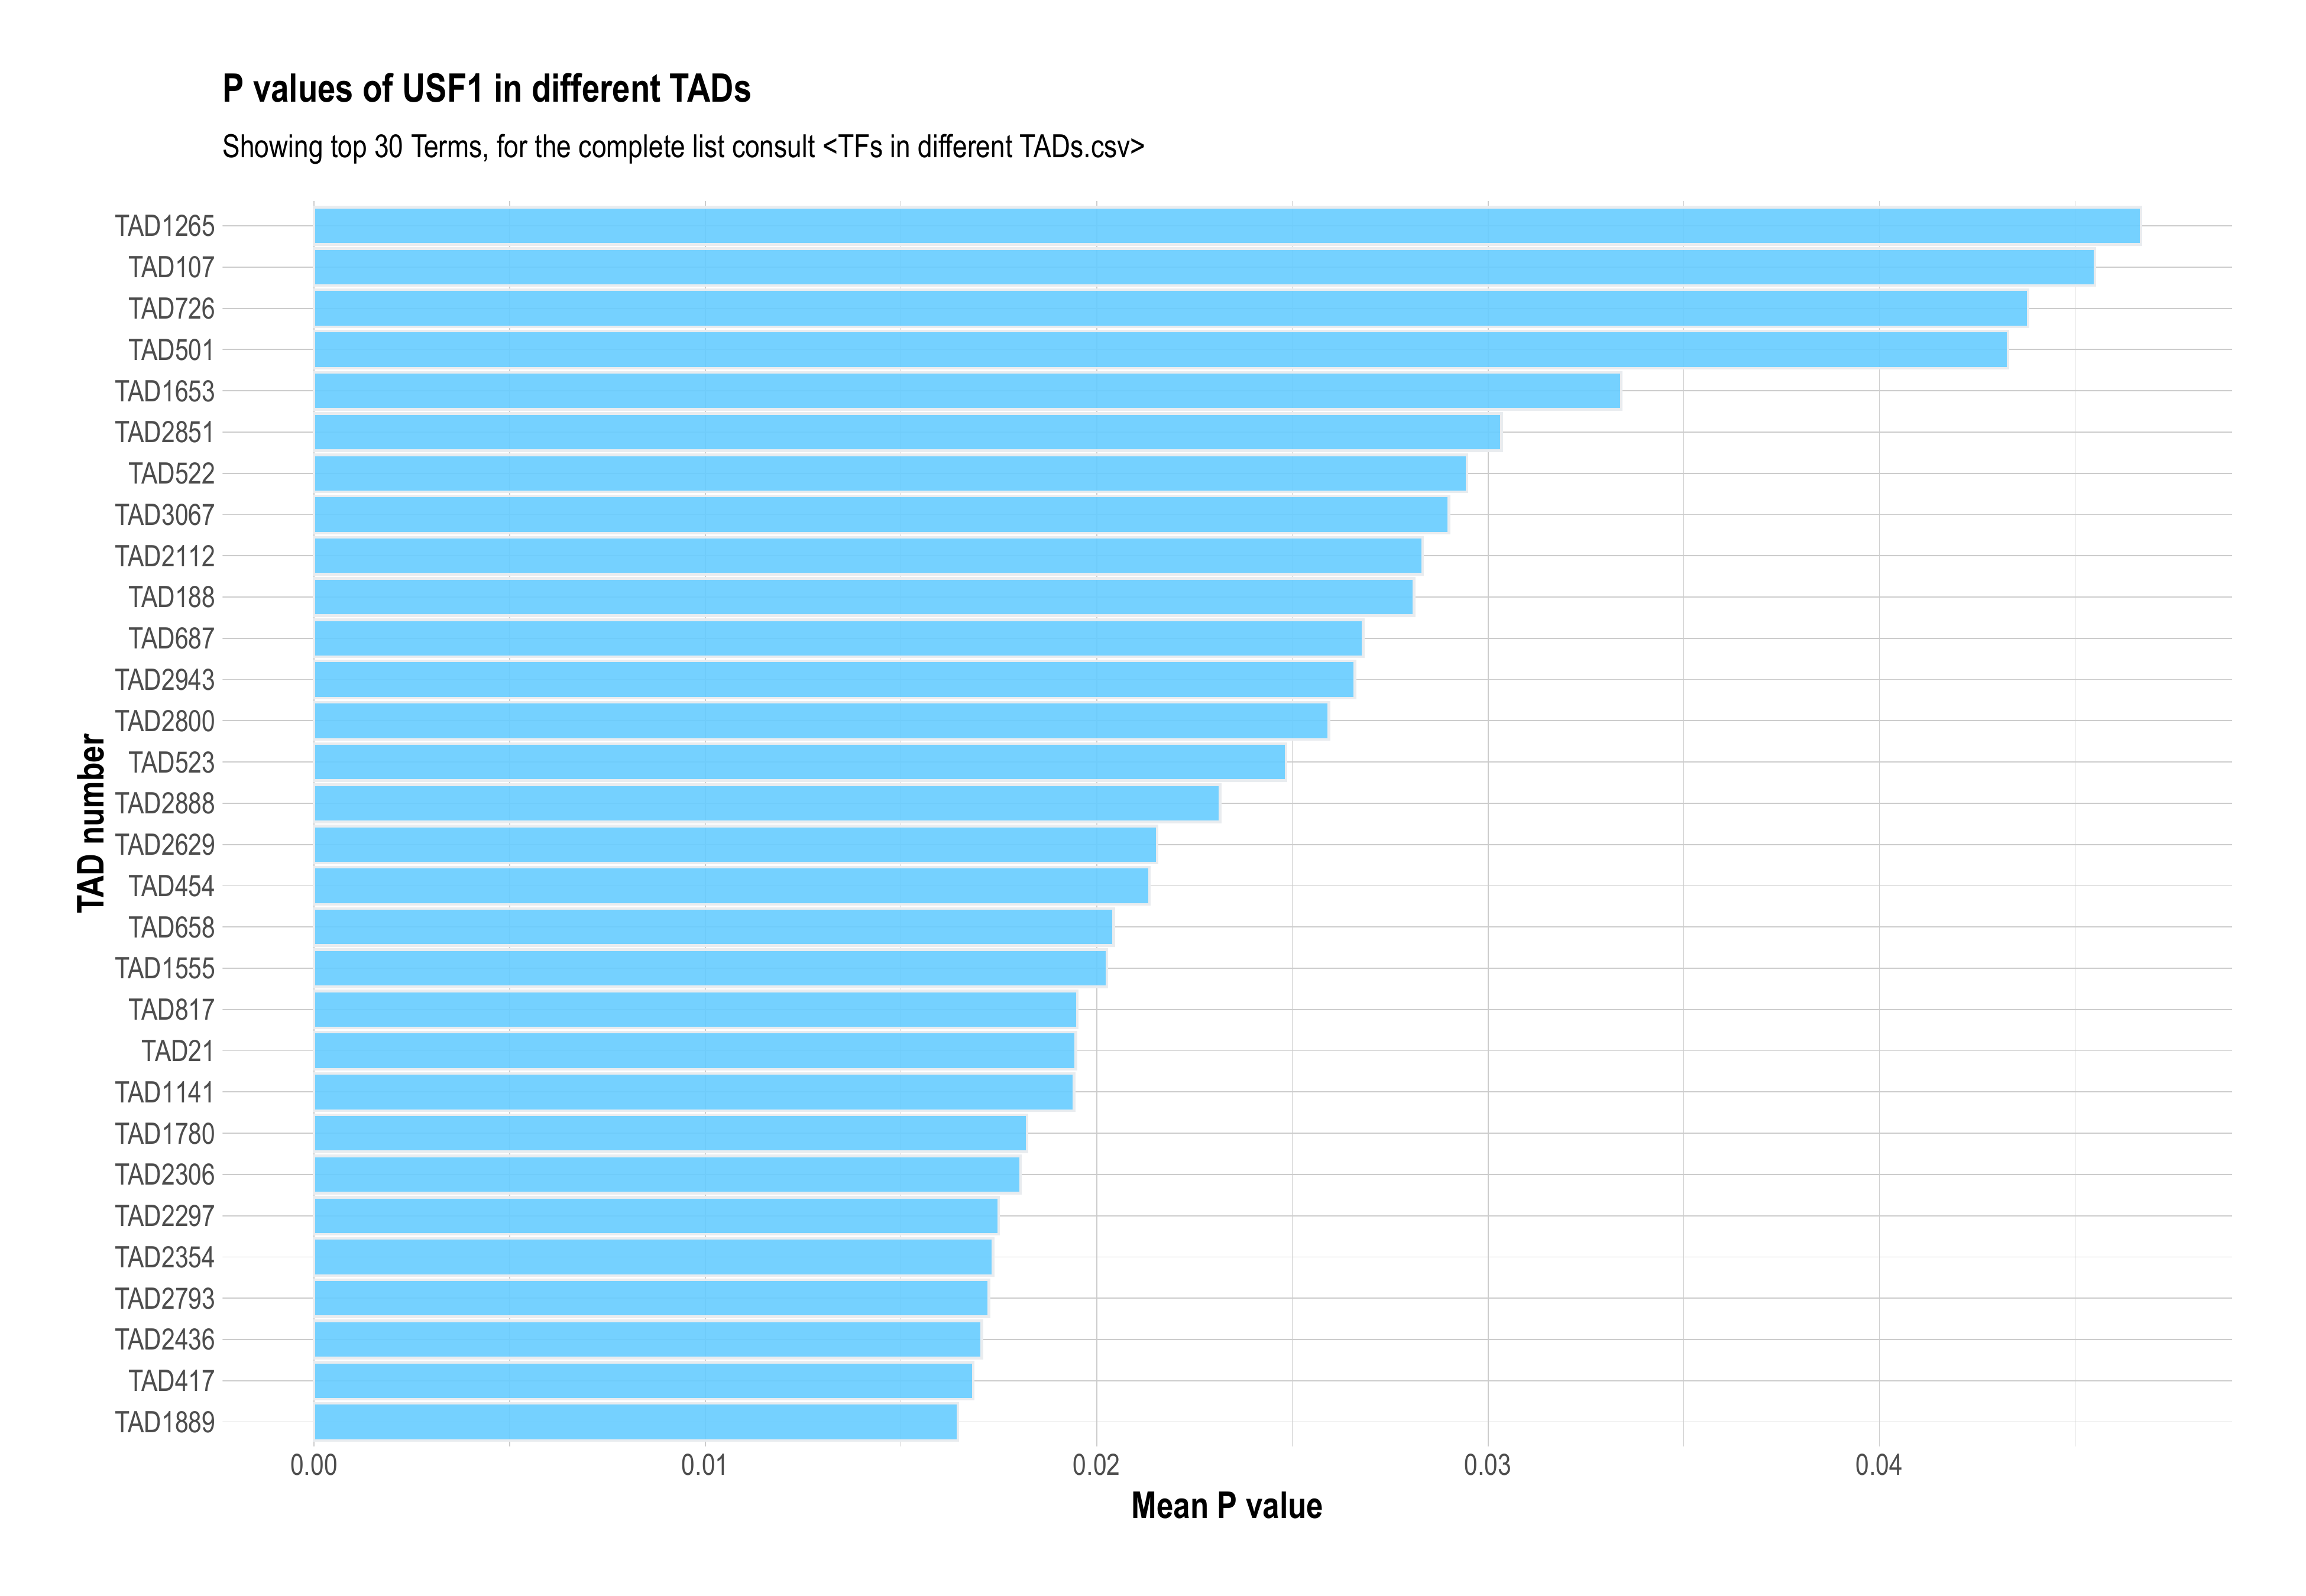 P values of USF1 in different TADs
Showing top 30 Terms, for the complete list consult <TFs in different TADs.csv>
TAD number
TAD1265
TAD107
TAD726
TAD501
TAD1653
TAD2851
TAD522
TAD3067
TAD2112
TAD188
TAD687
TAD2943
TAD2800
TAD523
TAD2888
TAD2629
TAD454
TAD658
TAD1555
TAD817
TAD21
TAD1141
TAD1780
TAD2306
TAD2297
TAD2354
TAD2793
TAD2436
TAD417
TAD1889
0.00 0.01 0.02 0.03 0.04
Mean P value